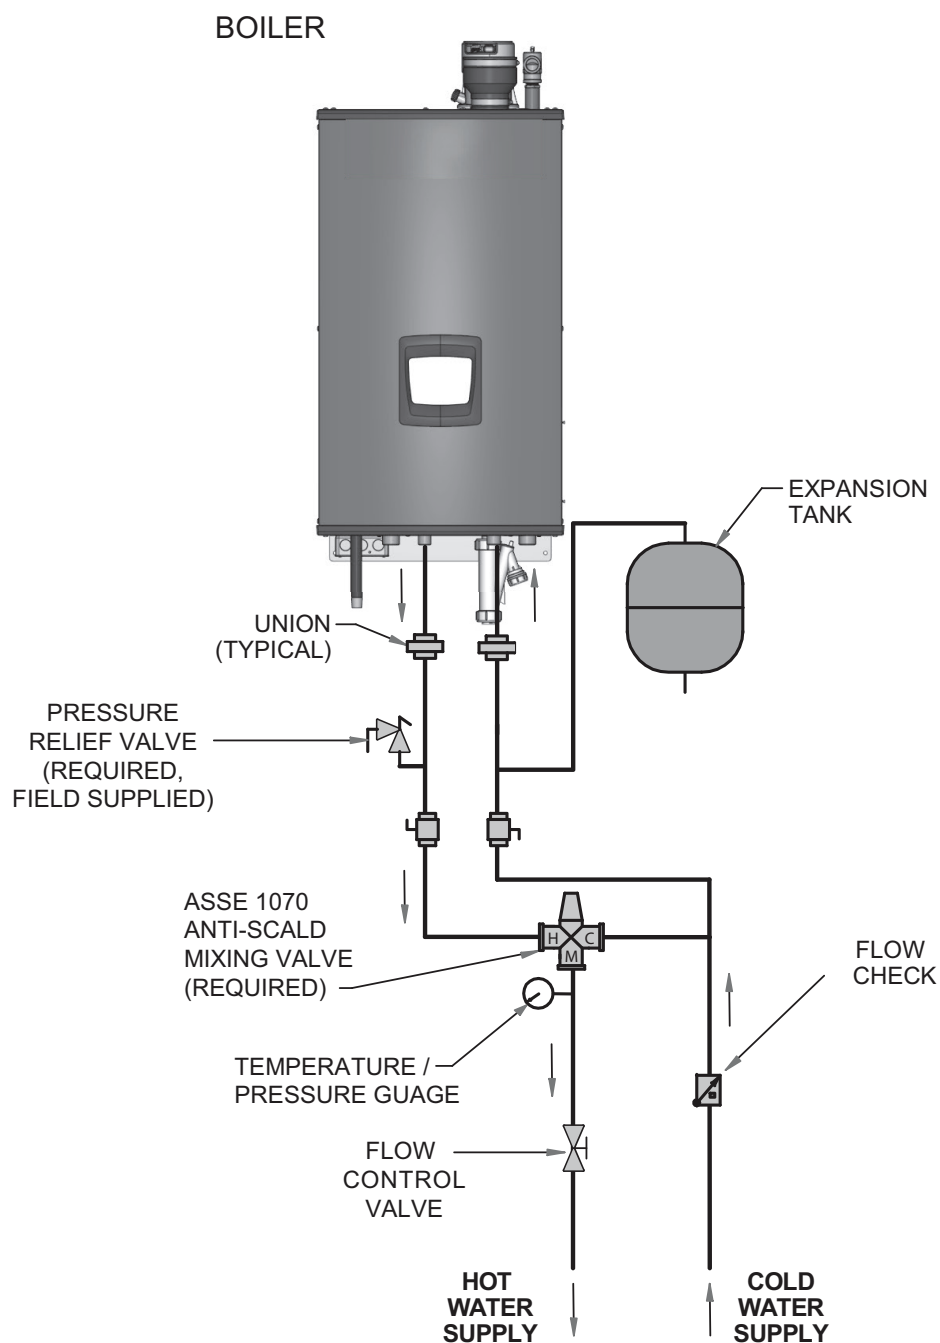 BOILER
EXPANSION
TANK
UNION
(TYPICAL)
PRESSURE
RELIEF VALVE
(REQUIRED,
FIELD SUPPLIED)
ASSE 1070
ANTI-SCALD
MIXING VALVE
(REQUIRED)
H
C
M
FLOW
CHECK
TEMPERATURE /
PRESSURE GUAGE
FLOW
CONTROL
VALVE
HOT
WATER
SUPPLY
COLD
WATER
SUPPLY